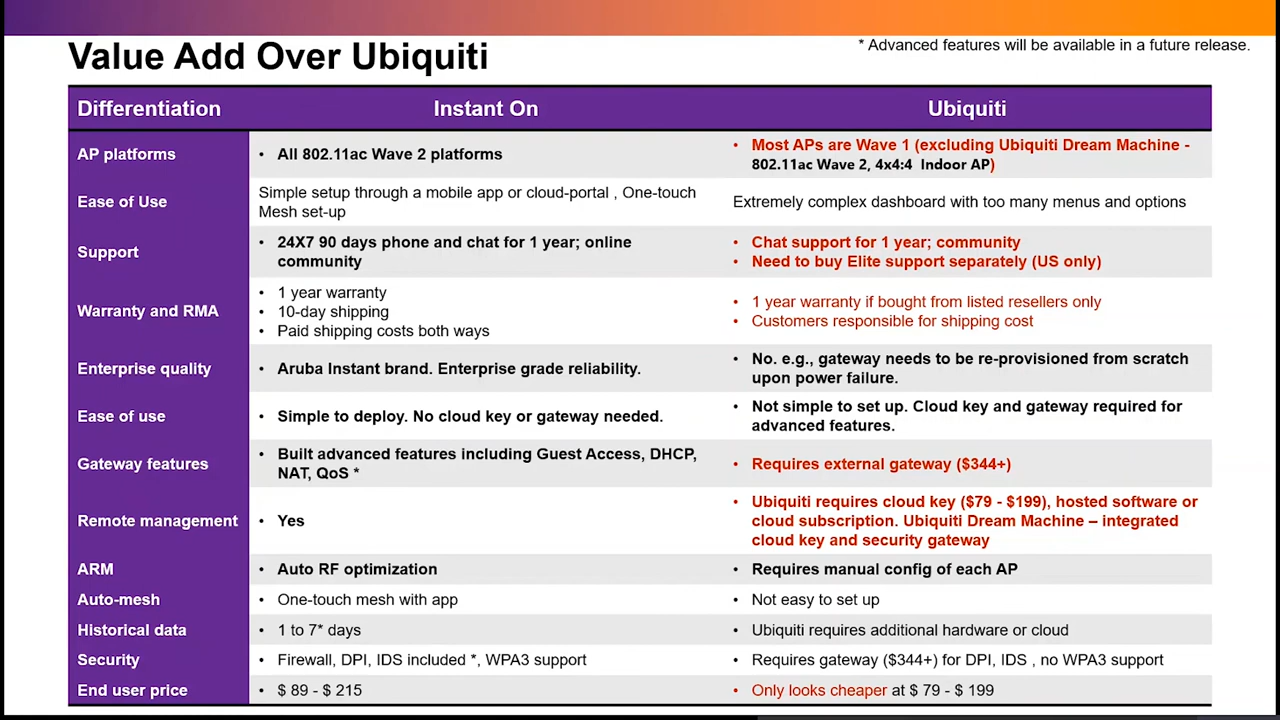 * Advanced features will be available in a future release.
Value Add Over Ubiquiti
Differentiation
Instant On
Ubiquiti
AP platforms
• All 802.11ac Wave 2 platforms
• Most APs are Wave 1 (excluding Ubiquiti Dream Machine -
802.11ac Wave 2, 4x4:4 Indoor AP)
Ease of Use
Simple setup through a mobile app or cloud-portal , One-touch
Mesh set-up
Extremely complex dashboard with too many menus and options
Support
• 24X7 90 days phone and chat for 1 year; online
community
• Chat support for 1 year; community
• Need to buy Elite support separately (US only)
Warranty and RMA
• 1 year warranty
• 10-day shipping
• Paid shipping costs both ways
• 1 year warranty if bought from listed resellers only
• Customers responsible for shipping cost
Enterprise quality
• Aruba Instant brand. Enterprise grade reliability.
• No. e.g., gateway needs to be re-provisioned from scratch
upon power failure.
Ease of use
• Simple to deploy. No cloud key or gateway needed.
• Not simple to set up. Cloud key and gateway required for
advanced features.
Gateway features
• Built advanced features including Guest Access, DHCP,
NAT, QoS *
• Requires external gateway ($344+)
Remote management
• Yes
• Ubiquiti requires cloud key ($79 - $199), hosted software or
cloud subscription. Ubiquiti Dream Machine – integrated
cloud key and security gateway
ARM
• Auto RF optimization
• Requires manual config of each AP
Auto-mesh
• One-touch mesh with app
• Not easy to set up
Historical data
• 1 to 7* days
• Ubiquiti requires additional hardware or cloud
Security
• Firewall, DPI, IDS included *, WPA3 support
• Requires gateway ($344+) for DPI, IDS , no WPA3 support
End user price
• $ 89 - $ 215
• Only looks cheaper at $ 79 - $ 199